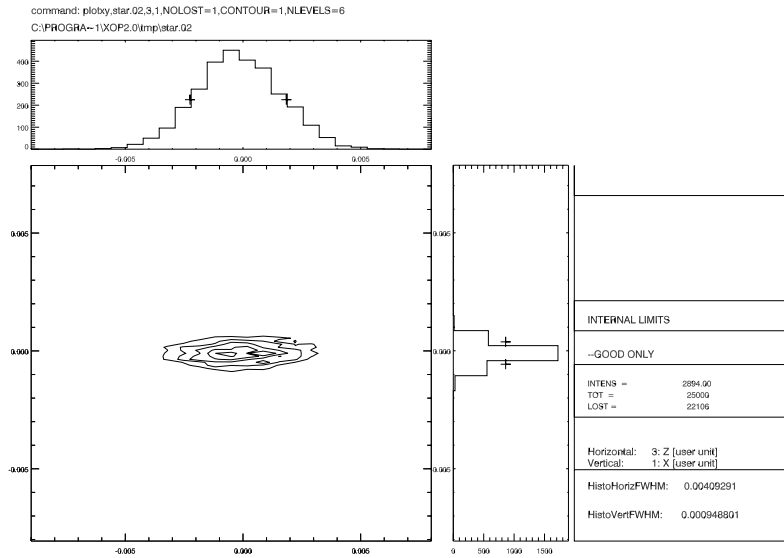 command: plotxy,star.02,3,1,NOLOST=1,CONTOUR=1,NLEVELS=6
C:\PROGRA~1\XOP2.0\tmp\star.02
400
300
200
100
0
-0.005 0.000 0.005
0.005
0.000
-0.005
-0.005 0.000 0.005
0.005
0.000
-0.005
0 500 1000 1500
INTERNAL LIMITS
--GOOD ONLY
INTENS = 2894.00
TOT = 25000
LOST = 22106
Horizontal: 3: Z [user unit]
Vertical: 1: X [user unit]
HistoHorizFWHM: 0.00409291
HistoVertFWHM: 0.000948801